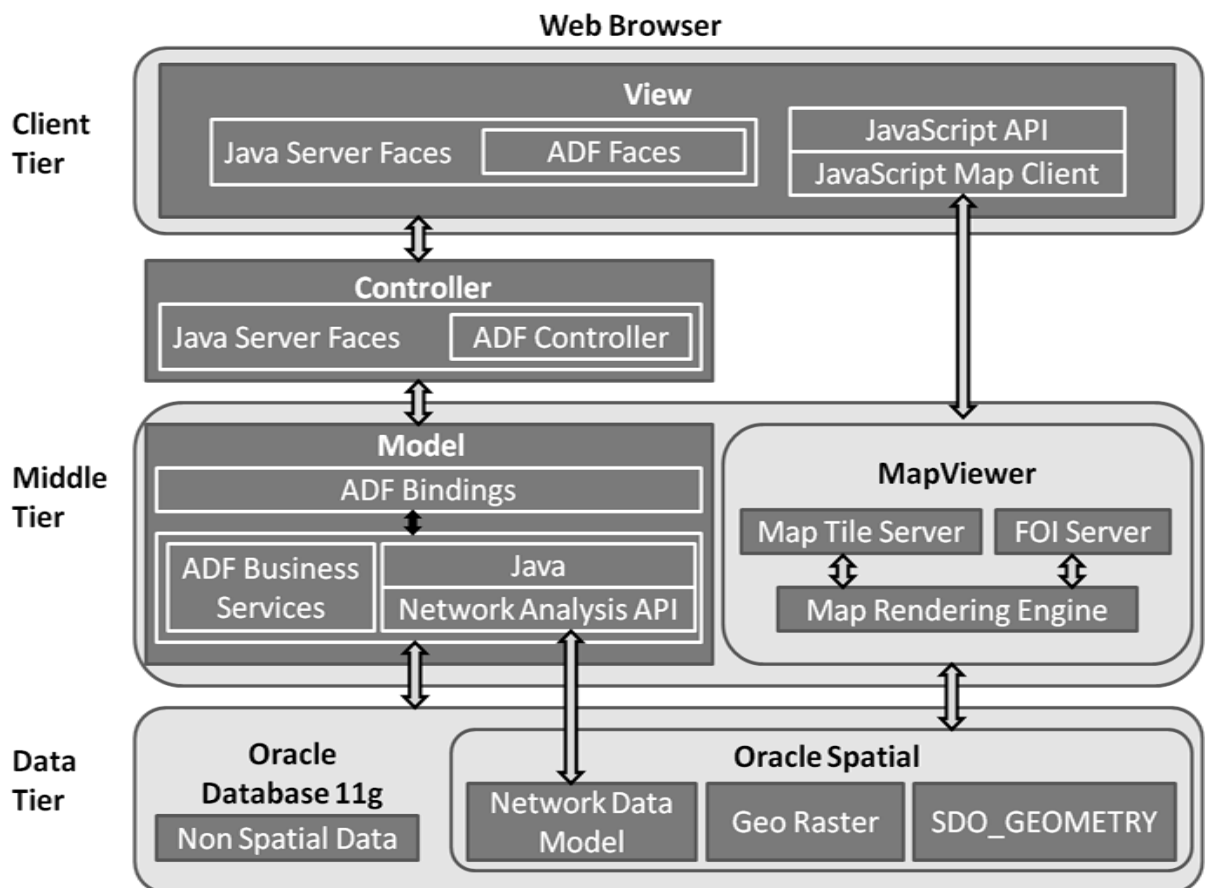 Web Browser
Client
Tier
View
Java Server Faces
ADF Faces
JavaScript API
JavaScript Map Client
Controller
Java Server Faces
ADF Controller
Middle
Tier
Model
ADF Bindings
ADF Business
Services
Java
Network Analysis API
MapViewer
Map Tile Server
FOI Server
Map Rendering Engine
Data
Tier
Oracle
Database 11g
Non Spatial Data
Oracle Spatial
Network Data
Model
Geo Raster
SDO_GEOMETRY